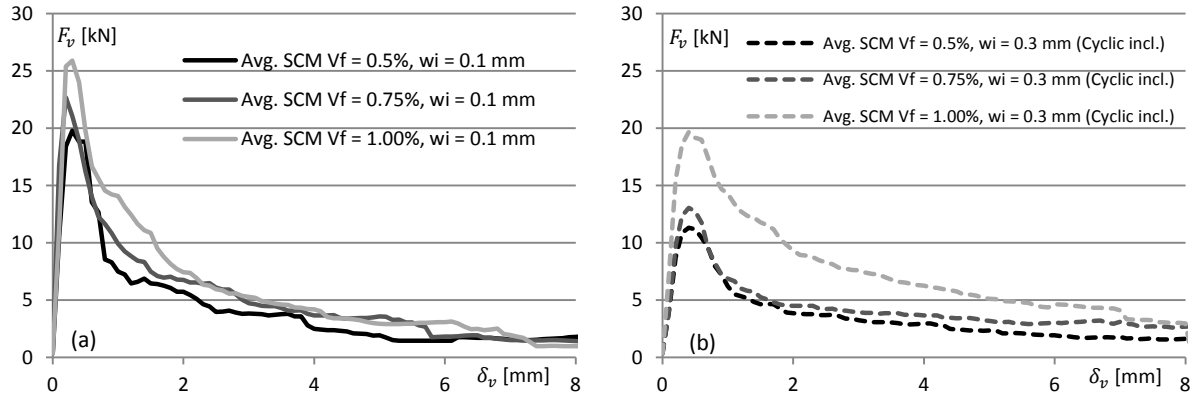 30
25
20
15
10
5
0
F_v [kN]
Avg. SCM Vf = 0.5%, wi = 0.1 mm
Avg. SCM Vf = 0.75%, wi = 0.1 mm
Avg. SCM Vf = 1.00%, wi = 0.1 mm
(a)
0 2 4 6 8
δ_v [mm]
30
25
20
15
10
5
0
F_v [kN]
Avg. SCM Vf = 0.5%, wi = 0.3 mm (Cyclic incl.)
Avg. SCM Vf = 0.75%, wi = 0.3 mm (Cyclic incl.)
Avg. SCM Vf = 1.00%, wi = 0.3 mm (Cyclic incl.)
(b)
0 2 4 6 8
δ_v [mm]